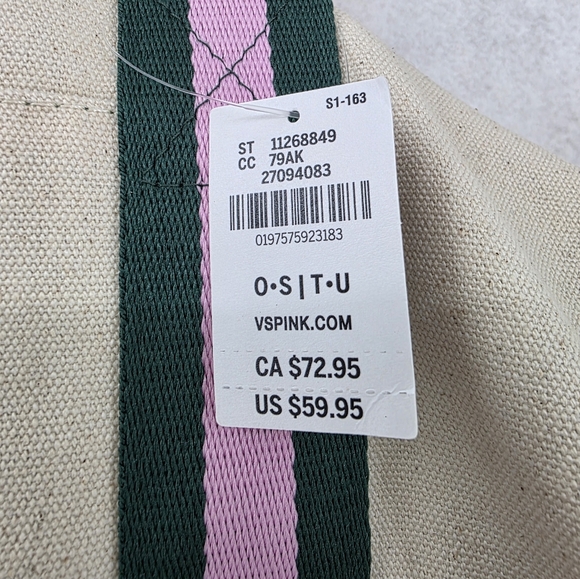 S1-163
ST 11268849
CC 79AK
27094083
0197575923183
O•S|T•U
VSPINK.COM
CA $72.95
US $59.95